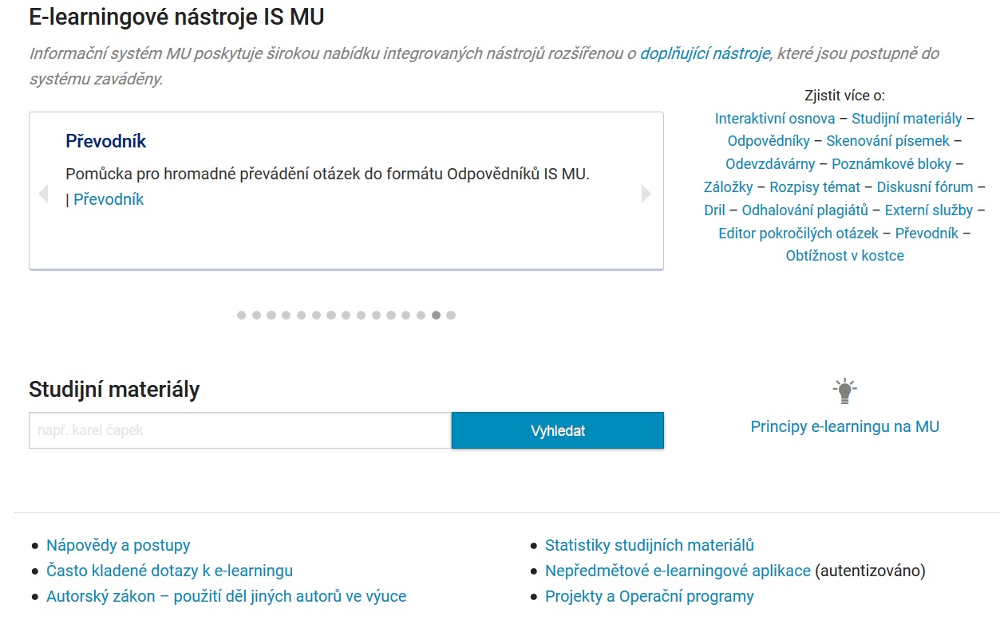 E-learningové nástroje IS MU
Informační systém MU poskytuje širokou nabídku integrovaných nástrojů rozšířenou o doplňující nástroje, které jsou postupně do
systému zaváděny.
Převodník
Pomůcka pro hromadné převádění otázek do formátu Odpovědníků IS MU.
| Převodník
Zjistit více o:
Interaktivní osnova – Studijní materiály –
Odpovědníky – Skenování písemek –
Odevzdávárny – Poznámkové bloky –
Záložky – Rozpisy témat – Diskusní fórum –
Dril – Odhalování plagiátů – Externí služby –
Editor pokročilých otázek – Převodník –
Obtížnost v kostce
Studijní materiály
např. karel čapek
Vyhledat
Principy e-learningu na MU
Nápovědy a postupy
Často kladené dotazy k e-learningu
Autorský zákon – použití děl jiných autorů ve výuce
Statistiky studijních materiálů
Nepředmětové e-learningové aplikace (autentizováno)
Projekty a Operační programy